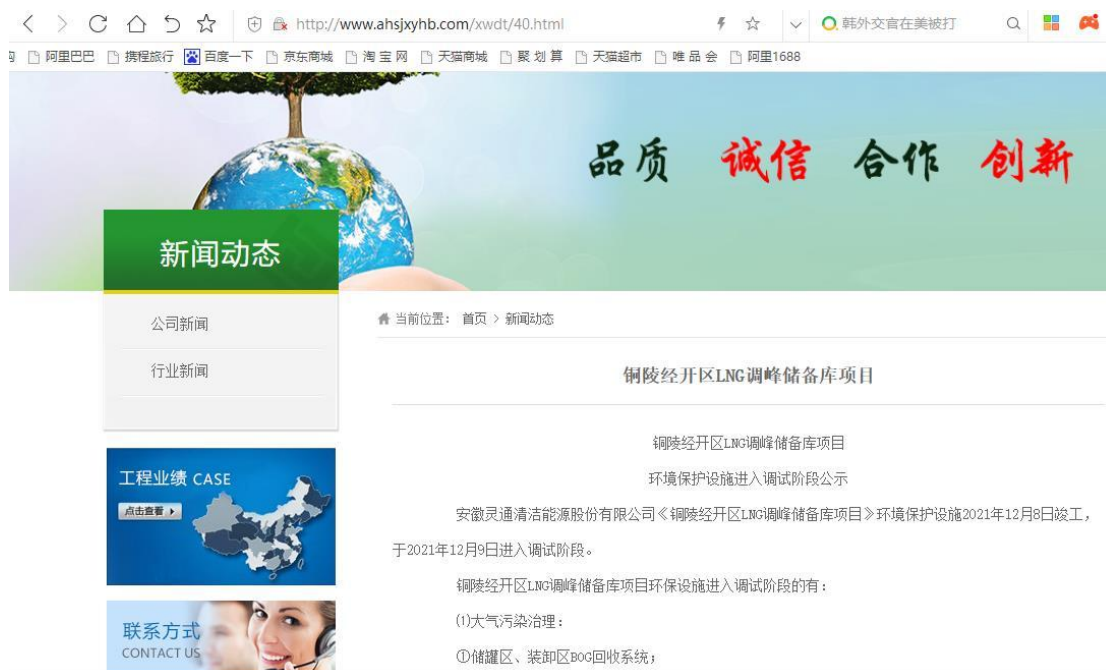 http://www.ahsjxyhb.com/xwdt/40.html
韩外交官在美被打
阿里巴巴 携程旅行 百度一下 京东商城 淘宝网 天猫商城 聚划算 天猫超市 唯品会 阿里1688
品质 诚信 合作 创新
新闻动态
公司新闻
行业新闻
当前位置： 首页 > 新闻动态
铜陵经开区LNG调峰储备库项目
铜陵经开区LNG调峰储备库项目
环境保护设施进入调试阶段公示
安徽灵通清洁能源股份有限公司《铜陵经开区LNG调峰储备库项目》环境保护设施2021年12月8日竣工，
于2021年12月9日进入调试阶段。
铜陵经开区LNG调峰储备库项目环保设施进入调试阶段的有：
⑴大气污染治理：
①储罐区、装卸区BOG回收系统；
工程业绩 CASE
点击查看
联系方式
CONTACT US